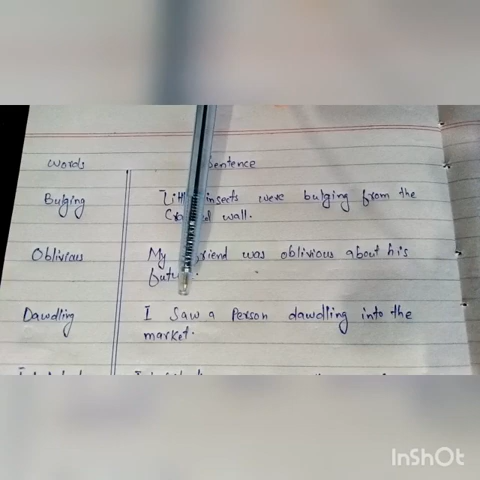 Words Sentence
Bulging Little insects were bulging from the
wall.
Oblivious My friend was oblivious about his
future.
Dawdling I saw a Person dawdling into the
market.
InShOt